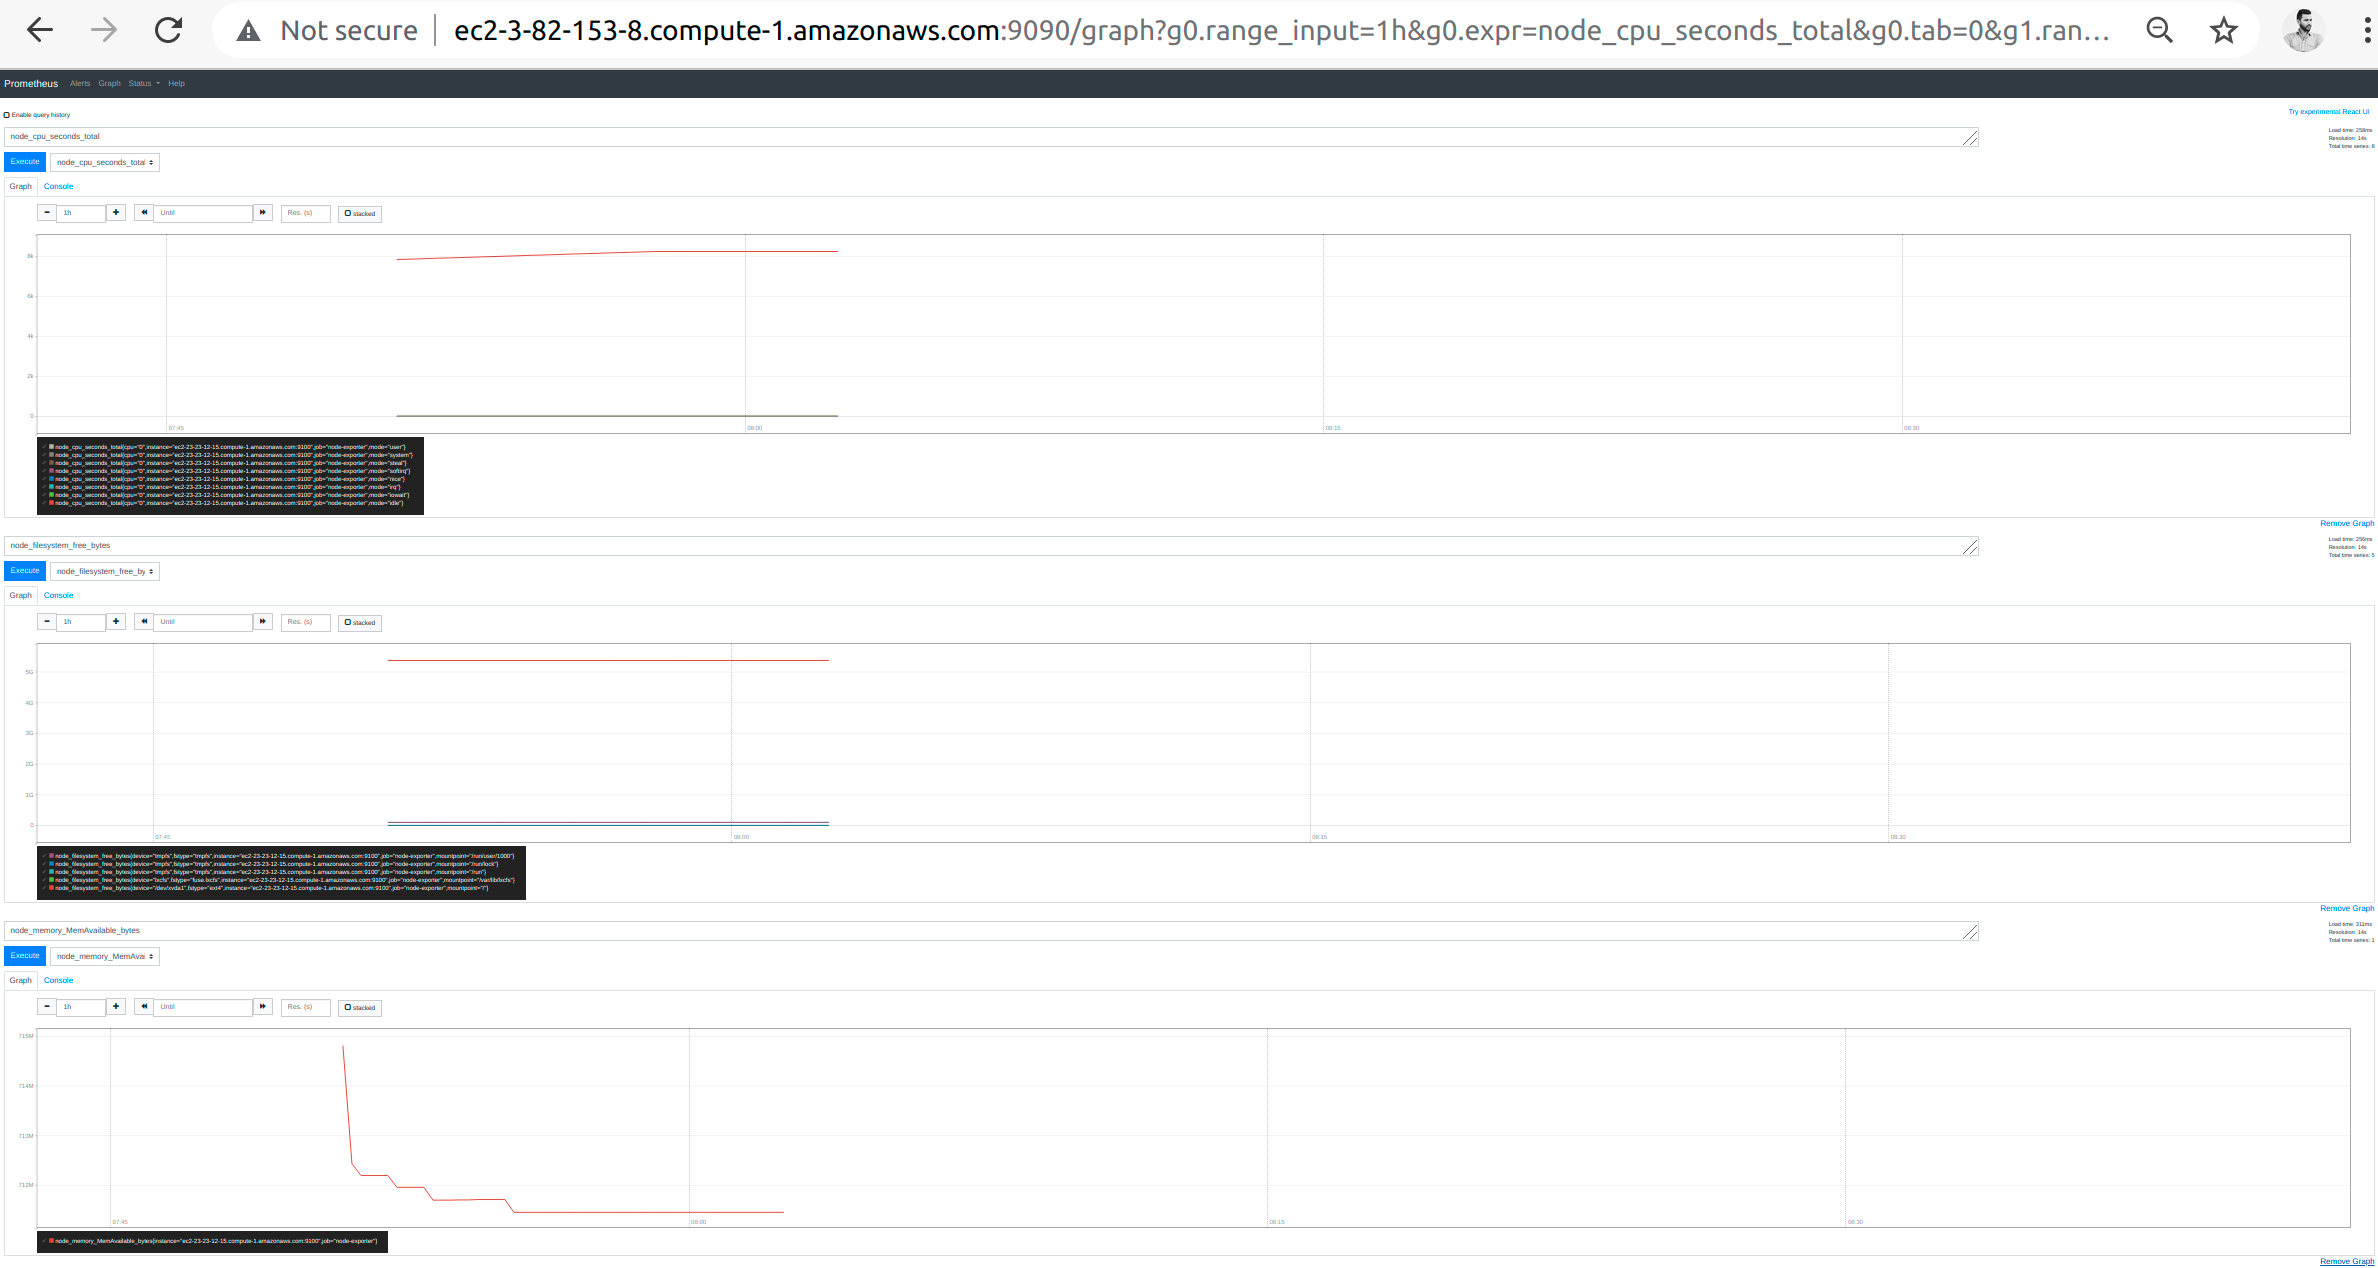 Not secure ec2-3-82-153-8.compute-1.amazonaws.com:9090/graph?g0.range_input=1h&g0.expr=node_cpu_seconds_total&g0.tab=0&g1.ran...
Prometheus Alerts Graph Status Help
Enable query history Try experimental React UI
node_cpu_seconds_total
Load time: 258ms
Resolution: 14s
Total time series: 8
Execute node_cpu_seconds_total
Graph Console
1h Until Res. (s) stacked
8k
6k
4k
2k
0
07:45 08:00 08:15 08:30
node_cpu_seconds_total{cpu="0",instance="ec2-23-23-12-15.compute-1.amazonaws.com:9100",job="node-exporter",mode="user"}
node_cpu_seconds_total{cpu="0",instance="ec2-23-23-12-15.compute-1.amazonaws.com:9100",job="node-exporter",mode="system"}
node_cpu_seconds_total{cpu="0",instance="ec2-23-23-12-15.compute-1.amazonaws.com:9100",job="node-exporter",mode="steal"}
node_cpu_seconds_total{cpu="0",instance="ec2-23-23-12-15.compute-1.amazonaws.com:9100",job="node-exporter",mode="softirq"}
node_cpu_seconds_total{cpu="0",instance="ec2-23-23-12-15.compute-1.amazonaws.com:9100",job="node-exporter",mode="nice"}
node_cpu_seconds_total{cpu="0",instance="ec2-23-23-12-15.compute-1.amazonaws.com:9100",job="node-exporter",mode="irq"}
node_cpu_seconds_total{cpu="0",instance="ec2-23-23-12-15.compute-1.amazonaws.com:9100",job="node-exporter",mode="iowait"}
node_cpu_seconds_total{cpu="0",instance="ec2-23-23-12-15.compute-1.amazonaws.com:9100",job="node-exporter",mode="idle"}
Remove Graph
node_filesystem_free_bytes
Load time: 256ms
Resolution: 14s
Total time series: 5
Execute node_filesystem_free_by
Graph Console
1h Until Res. (s) stacked
5G
4G
3G
2G
1G
0
07:45 08:00 08:15 08:30
node_filesystem_free_bytes{device="tmpfs",fstype="tmpfs",instance="ec2-23-23-12-15.compute-1.amazonaws.com:9100",job="node-exporter",mountpoint="/run/user/1000"}
node_filesystem_free_bytes{device="tmpfs",fstype="tmpfs",instance="ec2-23-23-12-15.compute-1.amazonaws.com:9100",job="node-exporter",mountpoint="/run/lock"}
node_filesystem_free_bytes{device="tmpfs",fstype="tmpfs",instance="ec2-23-23-12-15.compute-1.amazonaws.com:9100",job="node-exporter",mountpoint="/run"}
node_filesystem_free_bytes{device="lxcfs",fstype="fuse.lxcfs",instance="ec2-23-23-12-15.compute-1.amazonaws.com:9100",job="node-exporter",mountpoint="/var/lib/lxcfs"}
node_filesystem_free_bytes{device="/dev/xvda1",fstype="ext4",instance="ec2-23-23-12-15.compute-1.amazonaws.com:9100",job="node-exporter",mountpoint="/"}
Remove Graph
node_memory_MemAvailable_bytes
Load time: 311ms
Resolution: 14s
Total time series: 1
Execute node_memory_MemAvai
Graph Console
1h Until Res. (s) stacked
715M
714M
713M
712M
07:45 08:00 08:15 08:30
node_memory_MemAvailable_bytes{instance="ec2-23-23-12-15.compute-1.amazonaws.com:9100",job="node-exporter"}
Remove Graph